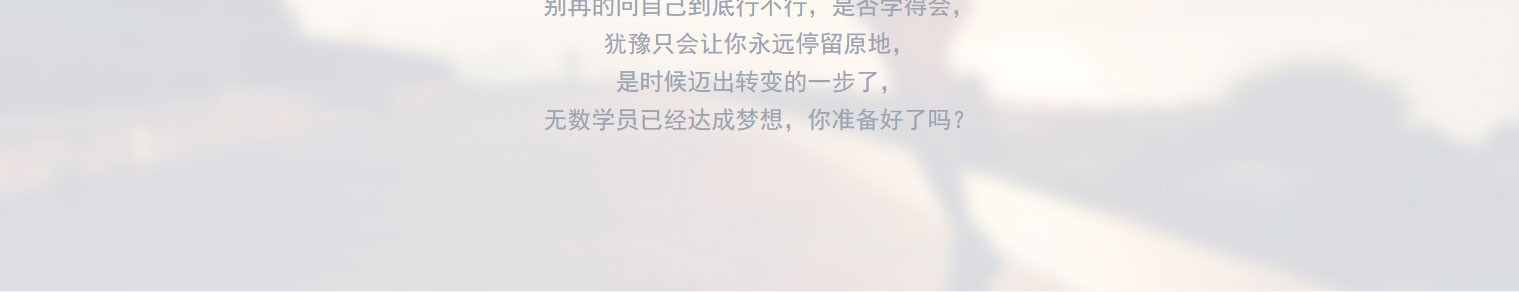 别再的问自己到底行不行，是否学得会，
犹豫只会让你永远停留原地，
是时候迈出转变的一步了，
无数学员已经达成梦想，你准备好了吗？